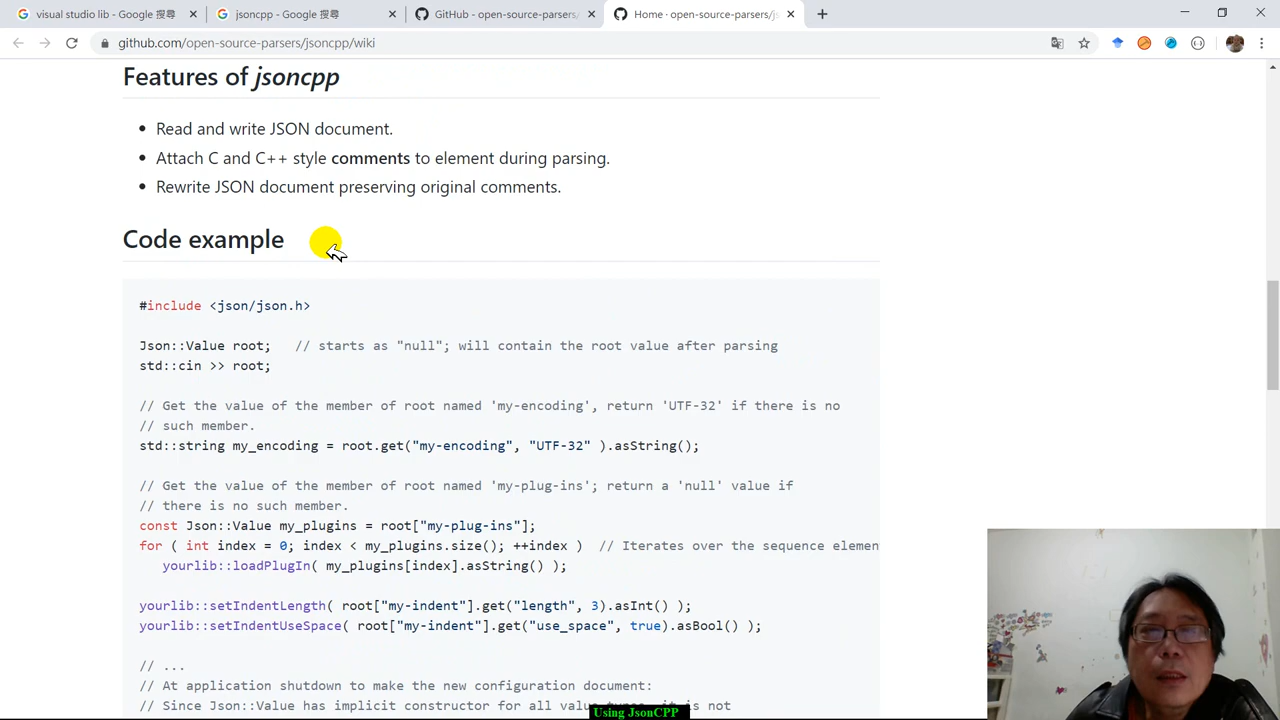 visual studio lib - Google 搜尋
jsoncpp - Google 搜尋
GitHub - open-source-parsers/
Home · open-source-parsers/js
github.com/open-source-parsers/jsoncpp/wiki
Features of jsoncpp
Read and write JSON document.
Attach C and C++ style comments to element during parsing.
Rewrite JSON document preserving original comments.
Code example
#include <json/json.h>
Json::Value root;   // starts as "null"; will contain the root value after parsing
std::cin >> root;
// Get the value of the member of root named 'my-encoding', return 'UTF-32' if there is no
// such member.
std::string my_encoding = root.get("my-encoding", "UTF-32" ).asString();
// Get the value of the member of root named 'my-plug-ins'; return a 'null' value if
// there is no such member.
const Json::Value my_plugins = root["my-plug-ins"];
for ( int index = 0; index < my_plugins.size(); ++index )  // Iterates over the sequence elemen
yourlib::loadPlugIn( my_plugins[index].asString() );
yourlib::setIndentLength( root["my-indent"].get("length", 3).asInt() );
yourlib::setIndentUseSpace( root["my-indent"].get("use_space", true).asBool() );
// ...
// At application shutdown to make the new configuration document:
// Since Json::Value has implicit constructor for all value types, it is not
Using JsonCPP